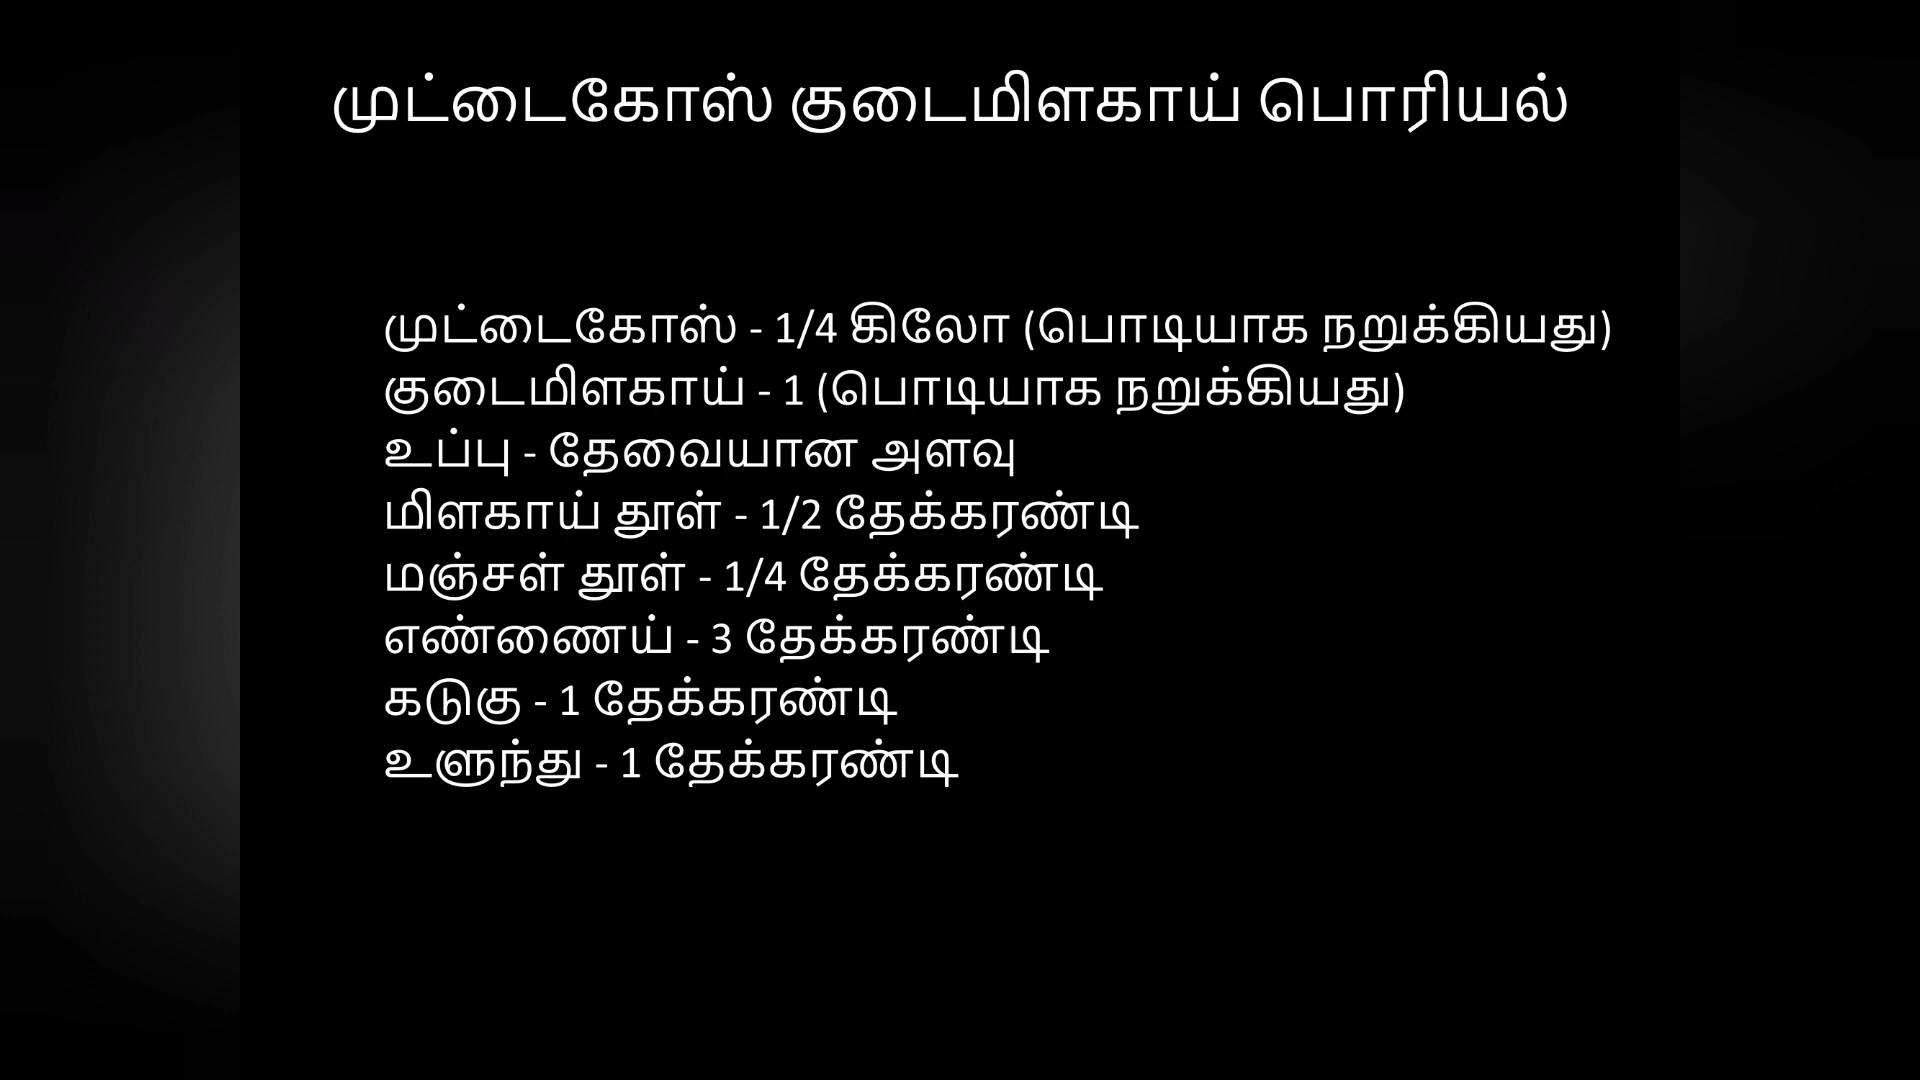 முட்டைகோஸ் குடைமிளகாய் பொரியல்
முட்டைகோஸ் - 1/4 கிலோ (பொடியாக நறுக்கியது)
குடைமிளகாய் - 1 (பொடியாக நறுக்கியது)
உப்பு - தேவையான அளவு
மிளகாய் தூள் - 1/2 தேக்கரண்டி
மஞ்சள் தூள் - 1/4 தேக்கரண்டி
எண்ணைய் - 3 தேக்கரண்டி
கடுகு - 1 தேக்கரண்டி
உளுந்து - 1 தேக்கரண்டி